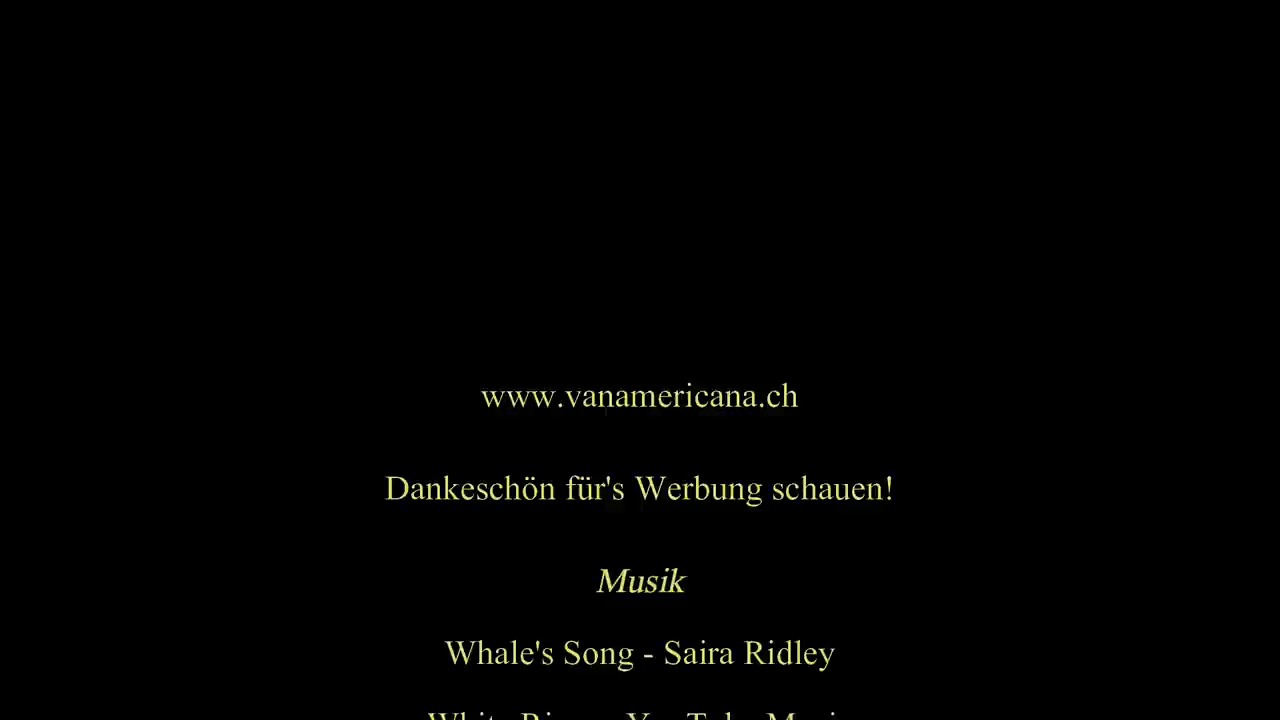 www.vanamericana.ch
Dankeschön für's Werbung schauen!
Musik
Whale's Song - Saira Ridley